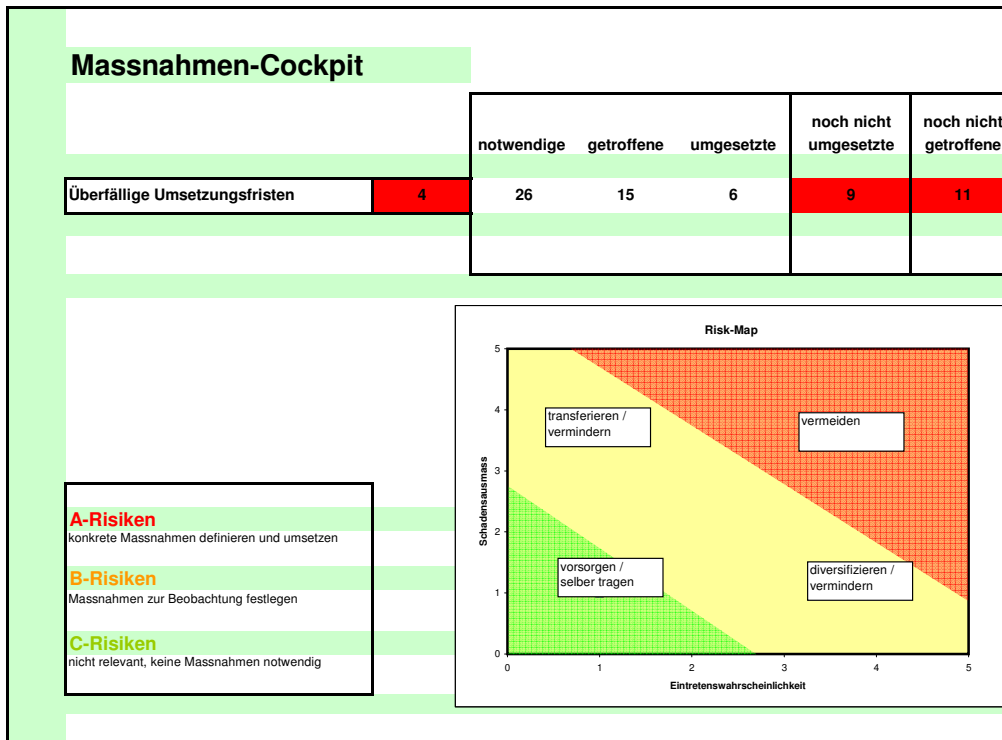 Massnahmen-Cockpit
noch nicht noch nicht
notwendige getroffene umgesetzte umgesetzte getroffene
Überfällige Umsetzungsfristen 4 26 15 6 9 11
A-Risiken
konkrete Massnahmen definieren und umsetzen
B-Risiken
Massnahmen zur Beobachtung festlegen
C-Risiken
nicht relevant, keine Massnahmen notwendig
Risk-Map
5
4
3
2
1
0
Schadensausmass
transferieren /
vermindern
vermeiden
vorsorgen /
selber tragen
diversifizieren /
vermindern
0 1 2 3 4 5
Eintretenswahrscheinlichkeit